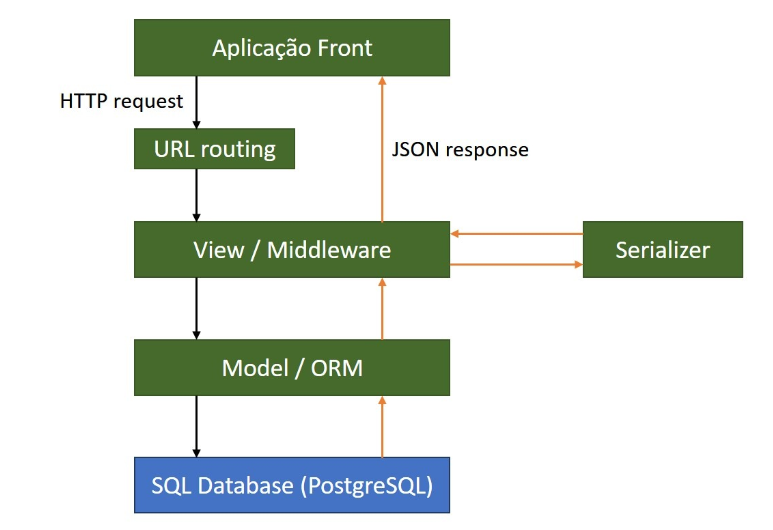 Aplicação Front
HTTP request
URL routing
JSON response
View / Middleware
Serializer
Model / ORM
SQL Database (PostgreSQL)